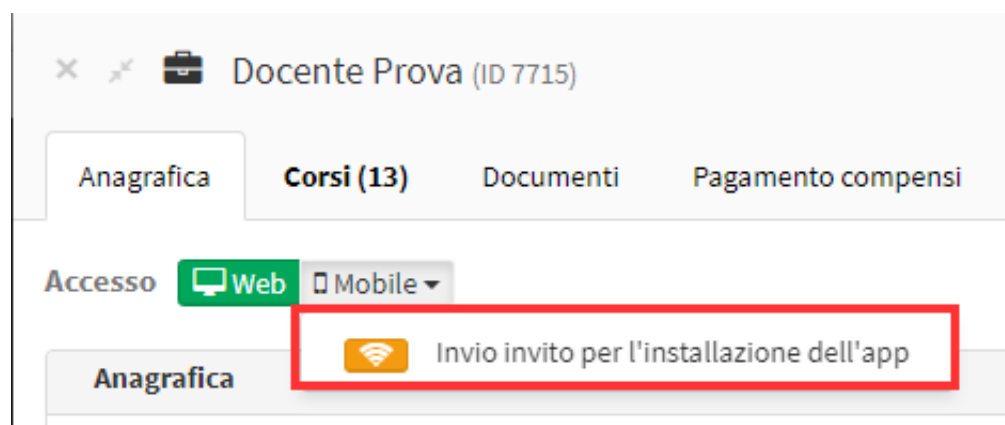 Docente Prova (ID 7715)
Anagrafica Corsi (13) Documenti Pagamento compensi
Accesso Web Mobile
Invio invito per l'installazione dell'app
Anagrafica